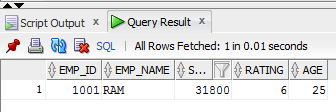 Script Output Query Result
SQL All Rows Fetched: 1 in 0.01 seconds
EMP_ID EMP_NAME S... RATING AGE
1001 RAM 31800 6 25